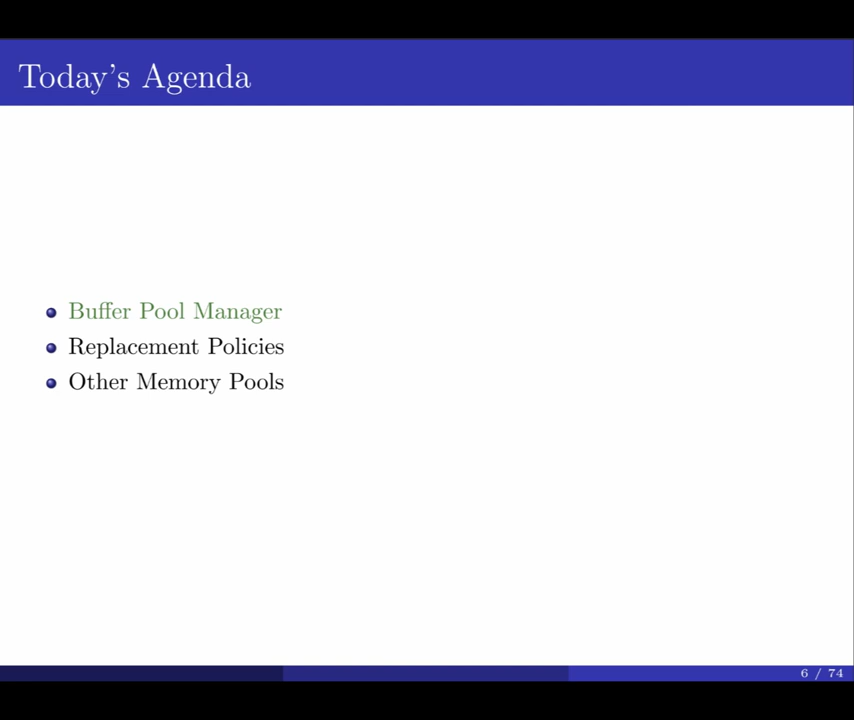 Today's Agenda
Buffer Pool Manager
Replacement Policies
Other Memory Pools
6 / 74